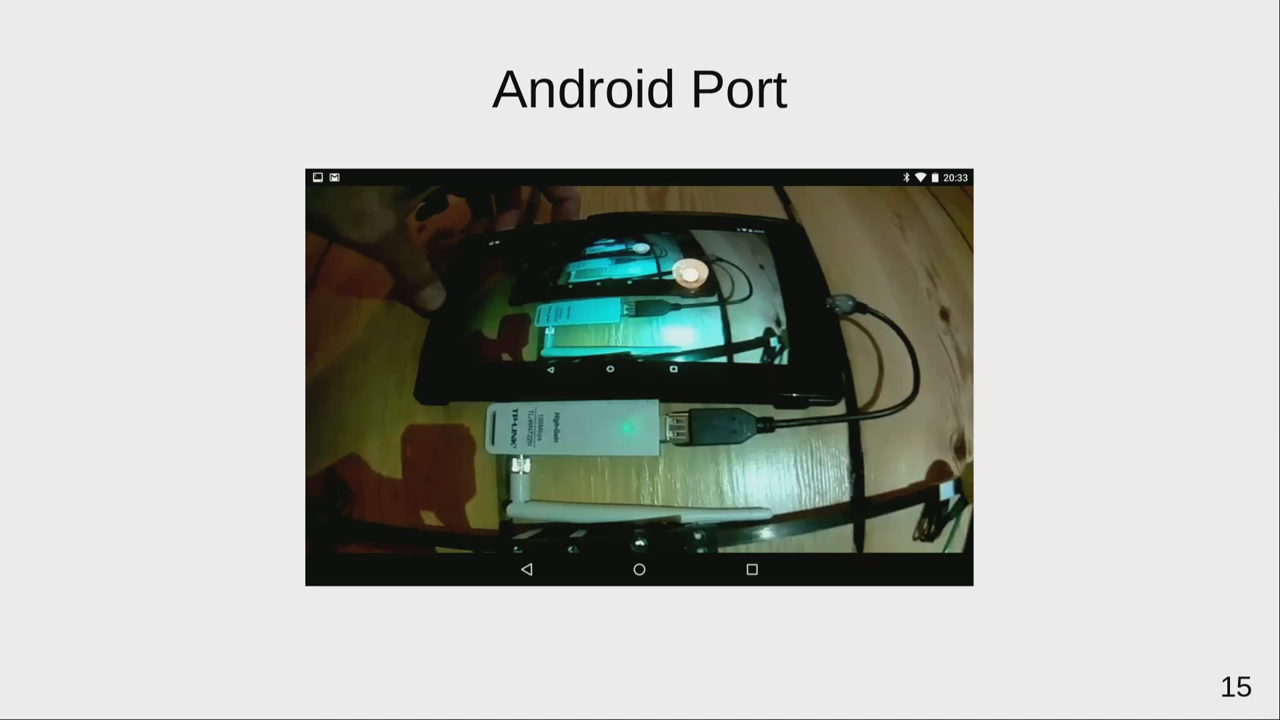 Android Port
20:33
High-Gain
150Mbps
TL-WN722N
TP-LINK
15